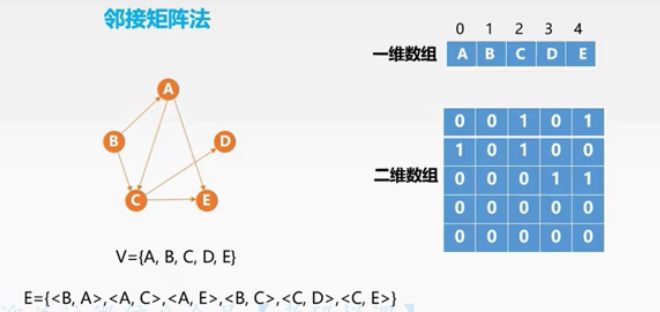 邻接矩阵法
0 1 2 3 4
一维数组 A B C D E
A
B D
C E
二维数组
0 0 1 0 1
1 0 1 0 0
0 0 0 1 1
0 0 0 0 0
0 0 0 0 0
V={A, B, C, D, E}
E={<B, A>,<A, C>,<A, E>,<B, C>,<C, D>,<C, E>}